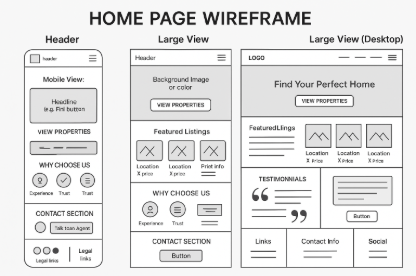 HOME PAGE WIREFRAME
Header
Large View
Large View (Desktop)
header
Mobile View:
Headline
(e.g. Fini button)
VIEW PROPERTIES
WHY CHOOSE US
Experience Trust Trust
CONTACT SECTION
Talk toan Agent
Legal links
Legal
links
Header
Background Image
or color
VIEW PROPERTIES
Featured Listings
Location Location Print Info
X price X Price
WHY CHOOSE US
Experience Trust
CONTACT SECTION
Button
LOGO
Find Your Perfect Home
VIEW PROPERTIES
FeaturedLlings
Location Location Location
X Price X Price X Price
TESTIMONNIALS
Button
Links
Contact Info
Social